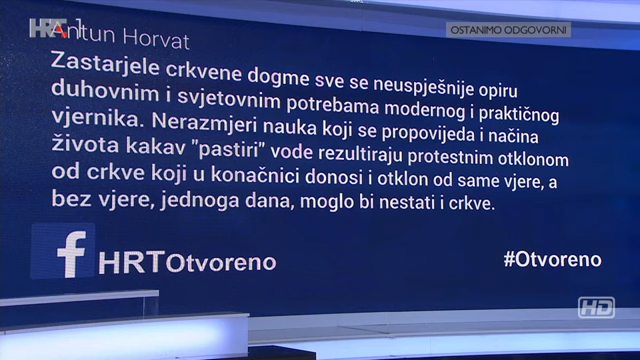 HRT 1
OSTANIMO ODGOVORNI
Antun Horvat
Zastarjele crkvene dogme sve se neuspješnije opiru
duhovnim i svjetovnim potrebama modernog i praktičnog
vjernika. Nerazmjeri nauka koji se propovijeda i načina
života kakav "pastiri" vode rezultiraju protestnim otklonom
od crkve koji u konačnici donosi i otklon od same vjere, a
bez vjere, jednoga dana, moglo bi nestati i crkve.
f HRTOtvoreno
#Otvoreno
HD